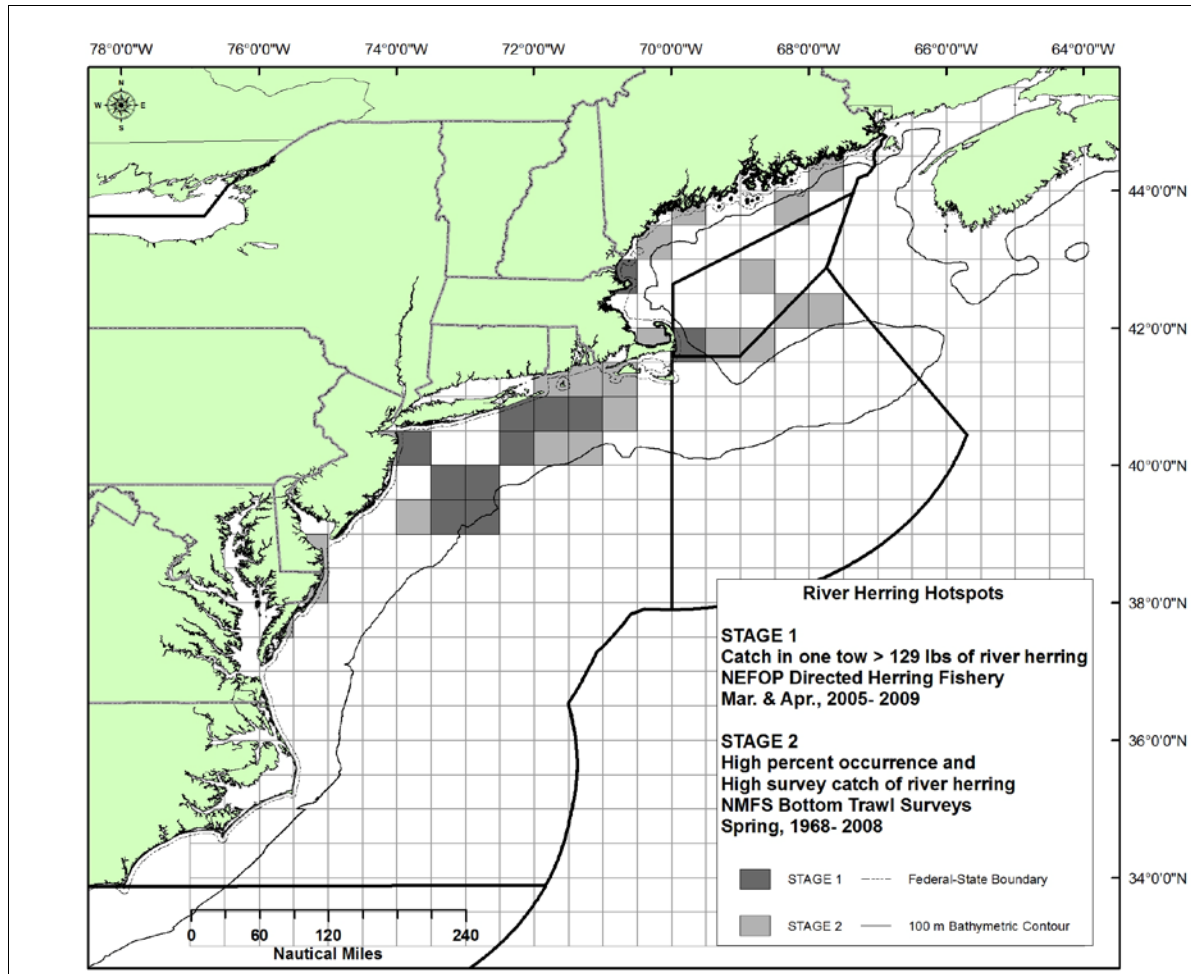 78°0'0"W 76°0'0"W 74°0'0"W 72°0'0"W 70°0'0"W 68°0'0"W 66°0'0"W 64°0'0"W
N
W E
S
44°0'0"N
42°0'0"N
40°0'0"N
38°0'0"N
36°0'0"N
34°0'0"N
River Herring Hotspots
STAGE 1
Catch in one tow > 129 lbs of river herring
NEFOP Directed Herring Fishery
Mar. & Apr., 2005- 2009
STAGE 2
High percent occurrence and
High survey catch of river herring
NMFS Bottom Trawl Surveys
Spring, 1968- 2008
STAGE 1 Federal-State Boundary
STAGE 2 100 m Bathymetric Contour
0 60 120 240
Nautical Miles